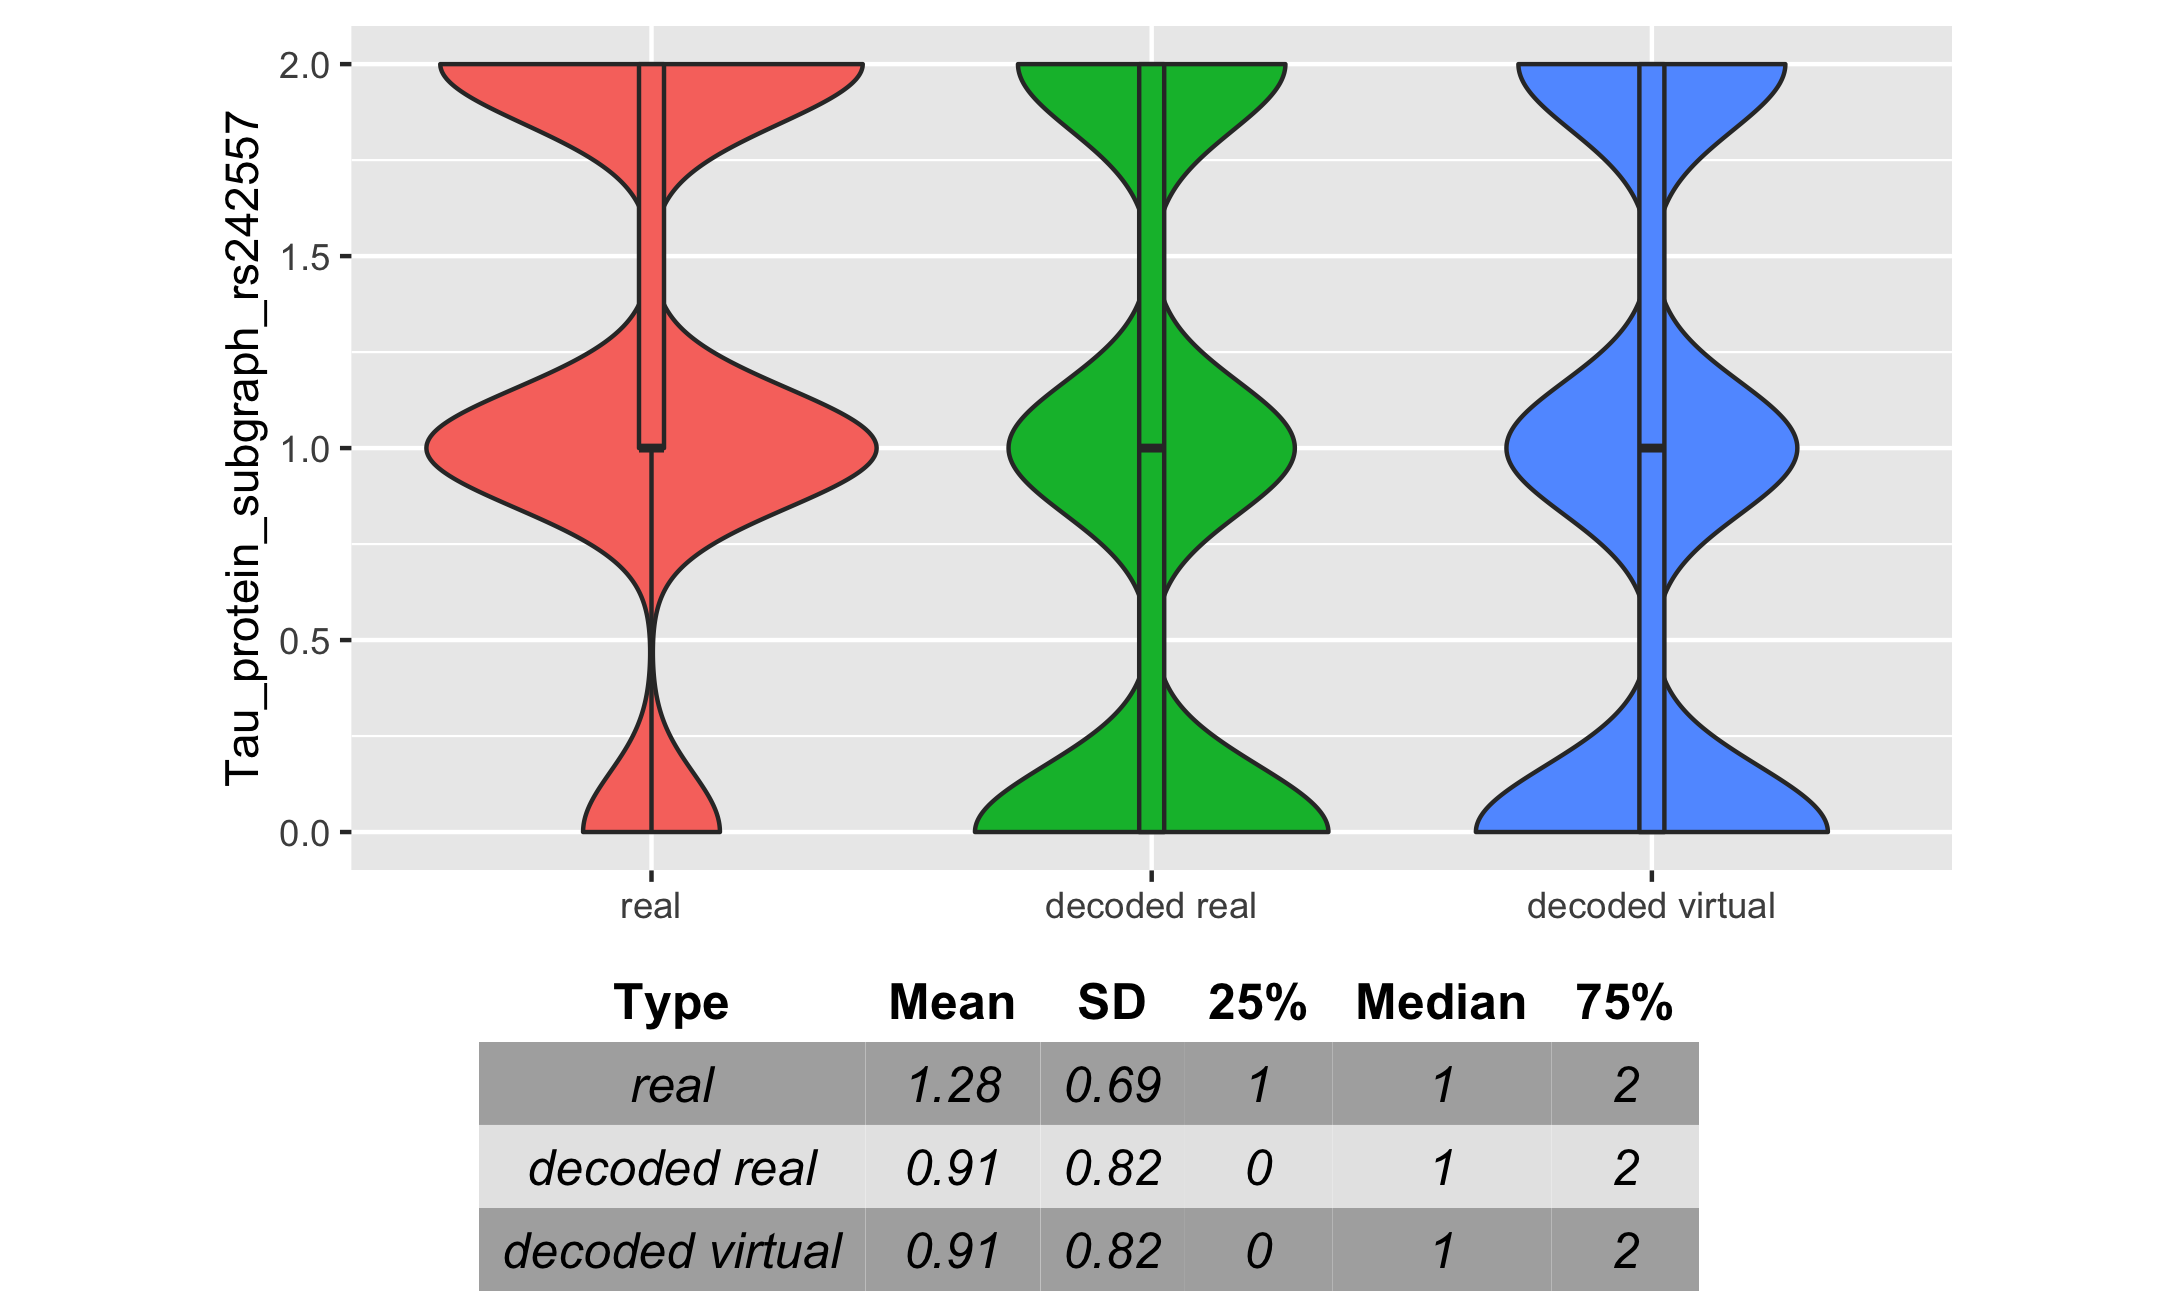 Tau_protein_subgraph_rs242557
2.0
1.5
1.0
0.5
0.0
real decoded real decoded virtual
Type Mean SD 25% Median 75%
real 1.28 0.69 1 1 2
decoded real 0.91 0.82 0 1 2
decoded virtual 0.91 0.82 0 1 2